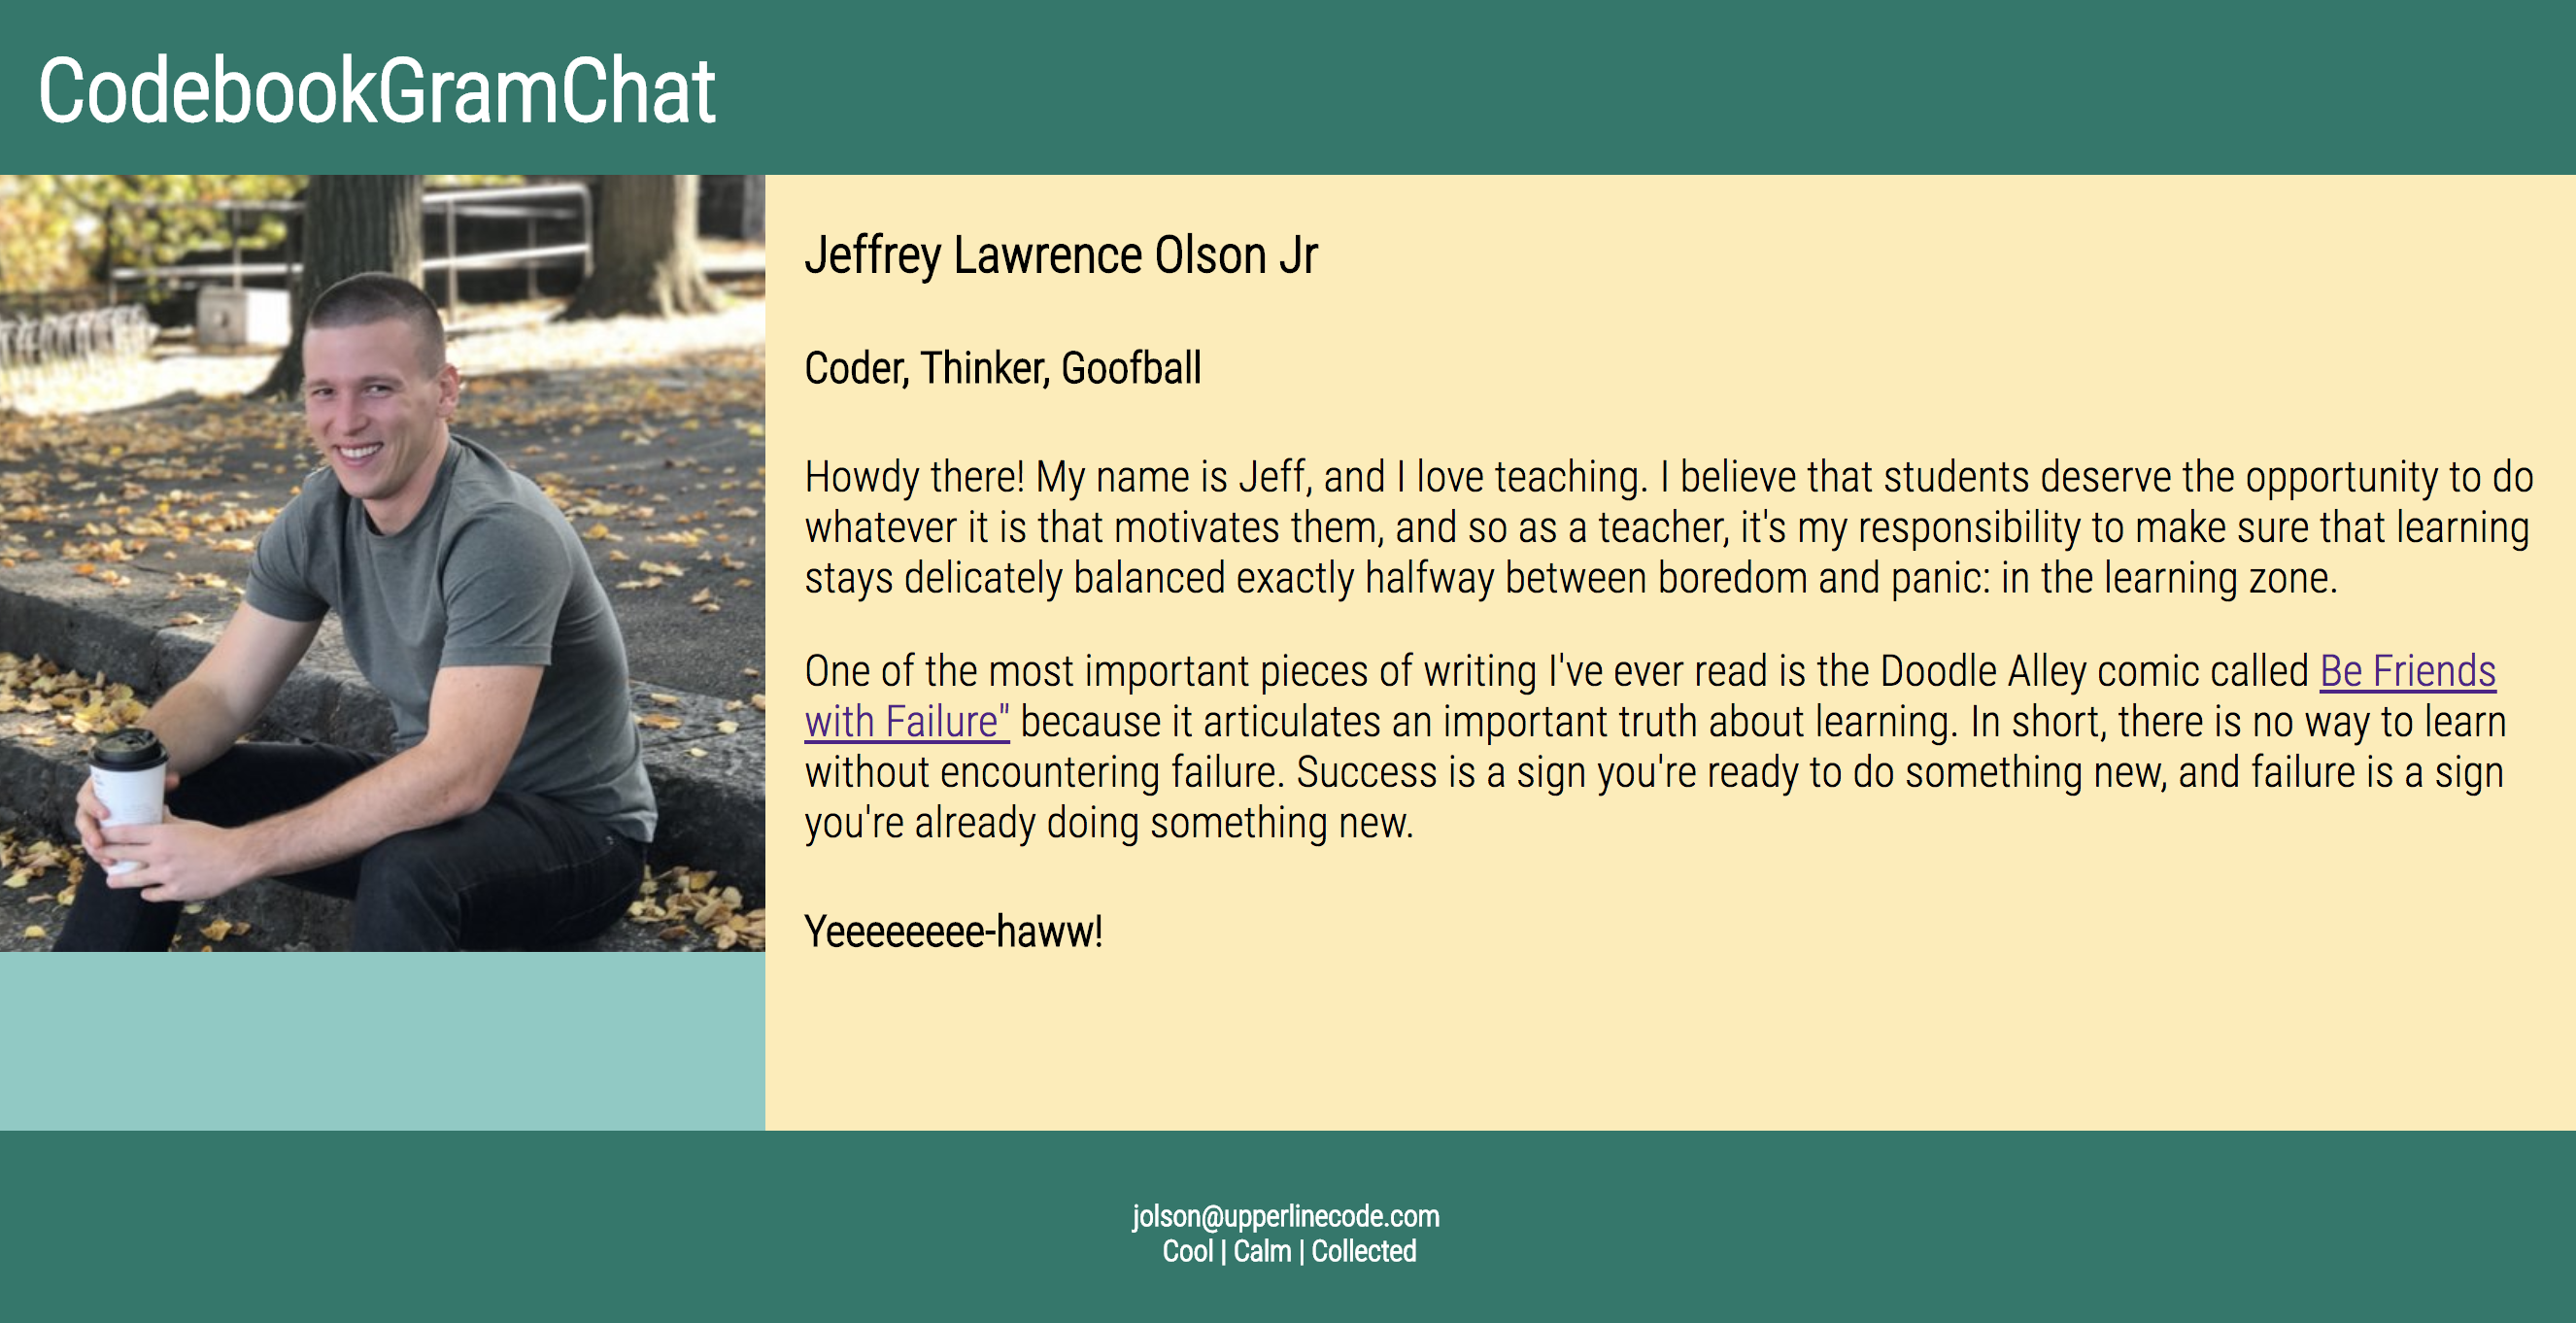 CodebookGramChat
Jeffrey Lawrence Olson Jr
Coder, Thinker, Goofball
Howdy there! My name is Jeff, and I love teaching. I believe that students deserve the opportunity to do
whatever it is that motivates them, and so as a teacher, it's my responsibility to make sure that learning
stays delicately balanced exactly halfway between boredom and panic: in the learning zone.
One of the most important pieces of writing I've ever read is the Doodle Alley comic called Be Friends
with Failure" because it articulates an important truth about learning. In short, there is no way to learn
without encountering failure. Success is a sign you're ready to do something new, and failure is a sign
you're already doing something new.
Yeeeeeeee-haww!
jolson@upperlinecode.com
Cool | Calm | Collected